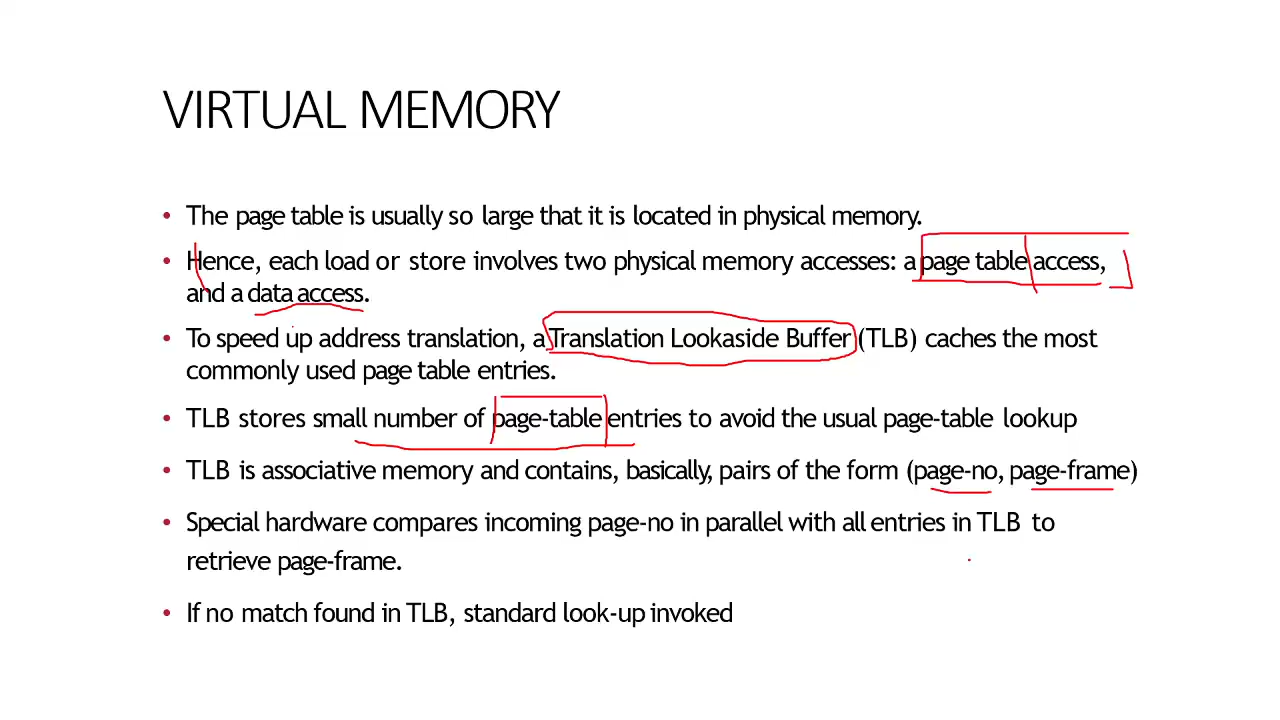 VIRTUAL MEMORY
• The page table is usually so large that it is located in physical memory.
• Hence, each load or store involves two physical memory accesses: a page table access,
and a data access.
• To speed up address translation, a Translation Lookaside Buffer (TLB) caches the most
commonly used page table entries.
• TLB stores small number of page-table entries to avoid the usual page-table lookup
• TLB is associative memory and contains, basically, pairs of the form (page-no, page-frame)
• Special hardware compares incoming page-no in parallel with all entries in TLB to
retrieve page-frame.
• If no match found in TLB, standard look-up invoked